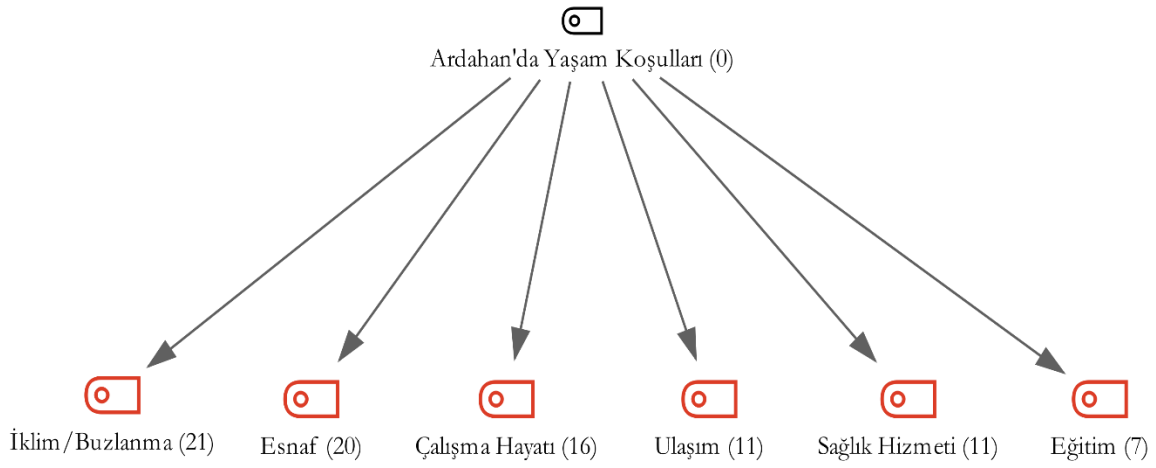 Ardahan'da Yaşam Koşulları (0)
İklim/Buzlanma (21)
Esnaf (20)
Çalışma Hayatı (16)
Ulaşım (11)
Sağlık Hizmeti (11)
Eğitim (7)